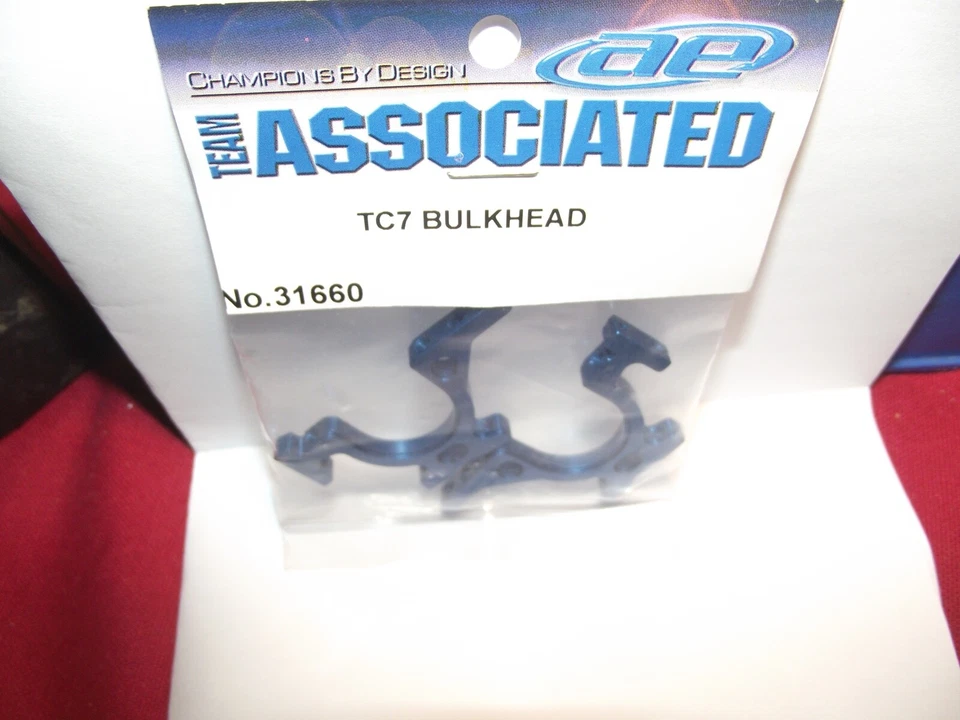 CHAMPIONS BY DESIGN
ae
TEAM ASSOCIATED
TC7 BULKHEAD
No.31660